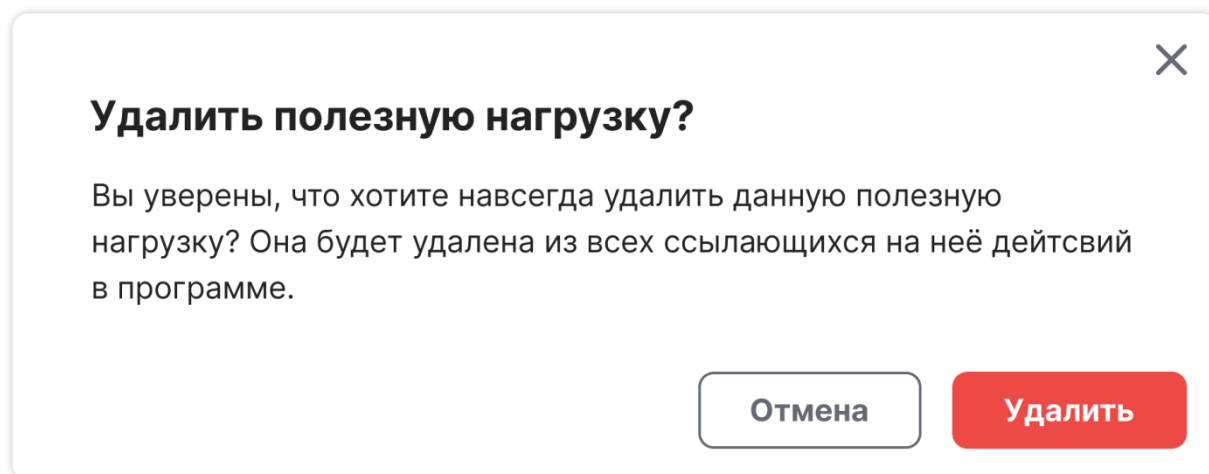 Удалить полезную нагрузку?
Вы уверены, что хотите навсегда удалить данную полезную
нагрузку? Она будет удалена из всех ссылающихся на неё дейтсвий
в программе.
Отмена
Удалить